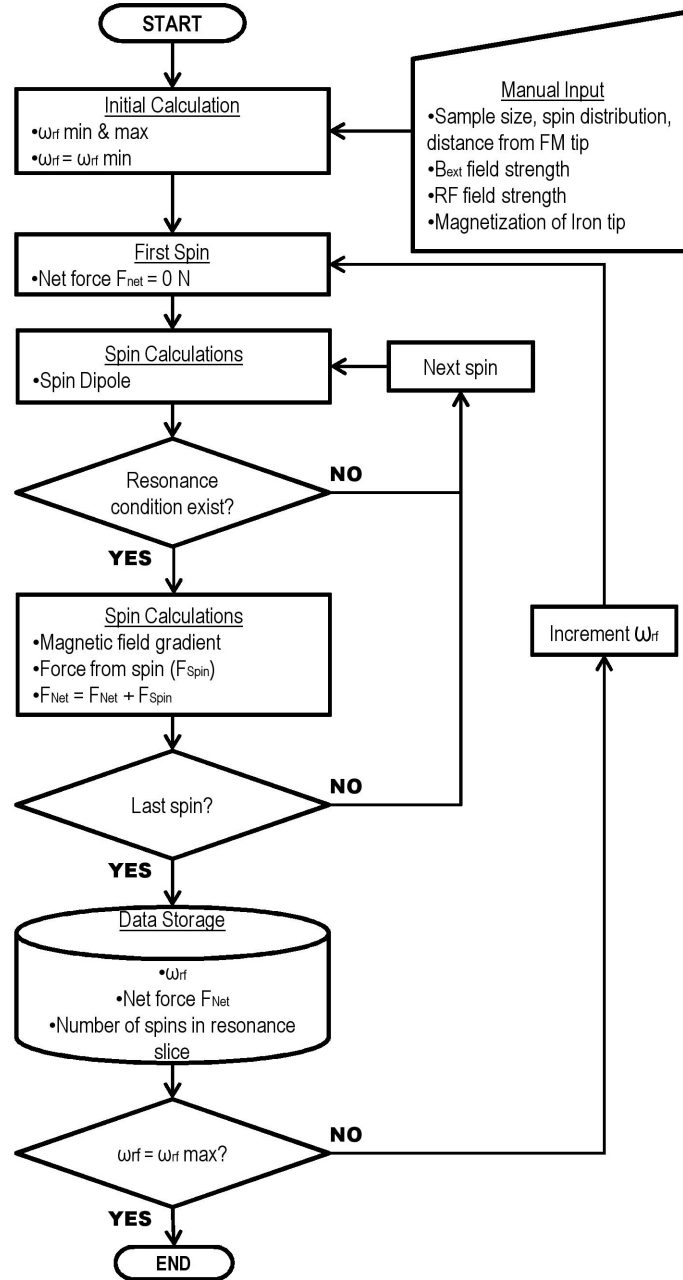 START
Initial Calculation
•ωrf min & max
•ωrf = ωrf min
Manual Input
•Sample size, spin distribution,
distance from FM tip
•Bext field strength
•RF field strength
•Magnetization of Iron tip
First Spin
•Net force Fnet = 0 N
Spin Calculations
•Spin Dipole
Next spin
Resonance
condition exist?
NO
YES
Spin Calculations
•Magnetic field gradient
•Force from spin (FSpin)
•FNet = FNet + FSpin
Increment ωrf
Last spin?
NO
YES
Data Storage
•ωrf
•Net force FNet
•Number of spins in resonance
slice
ωrf = ωrf max?
NO
YES
END